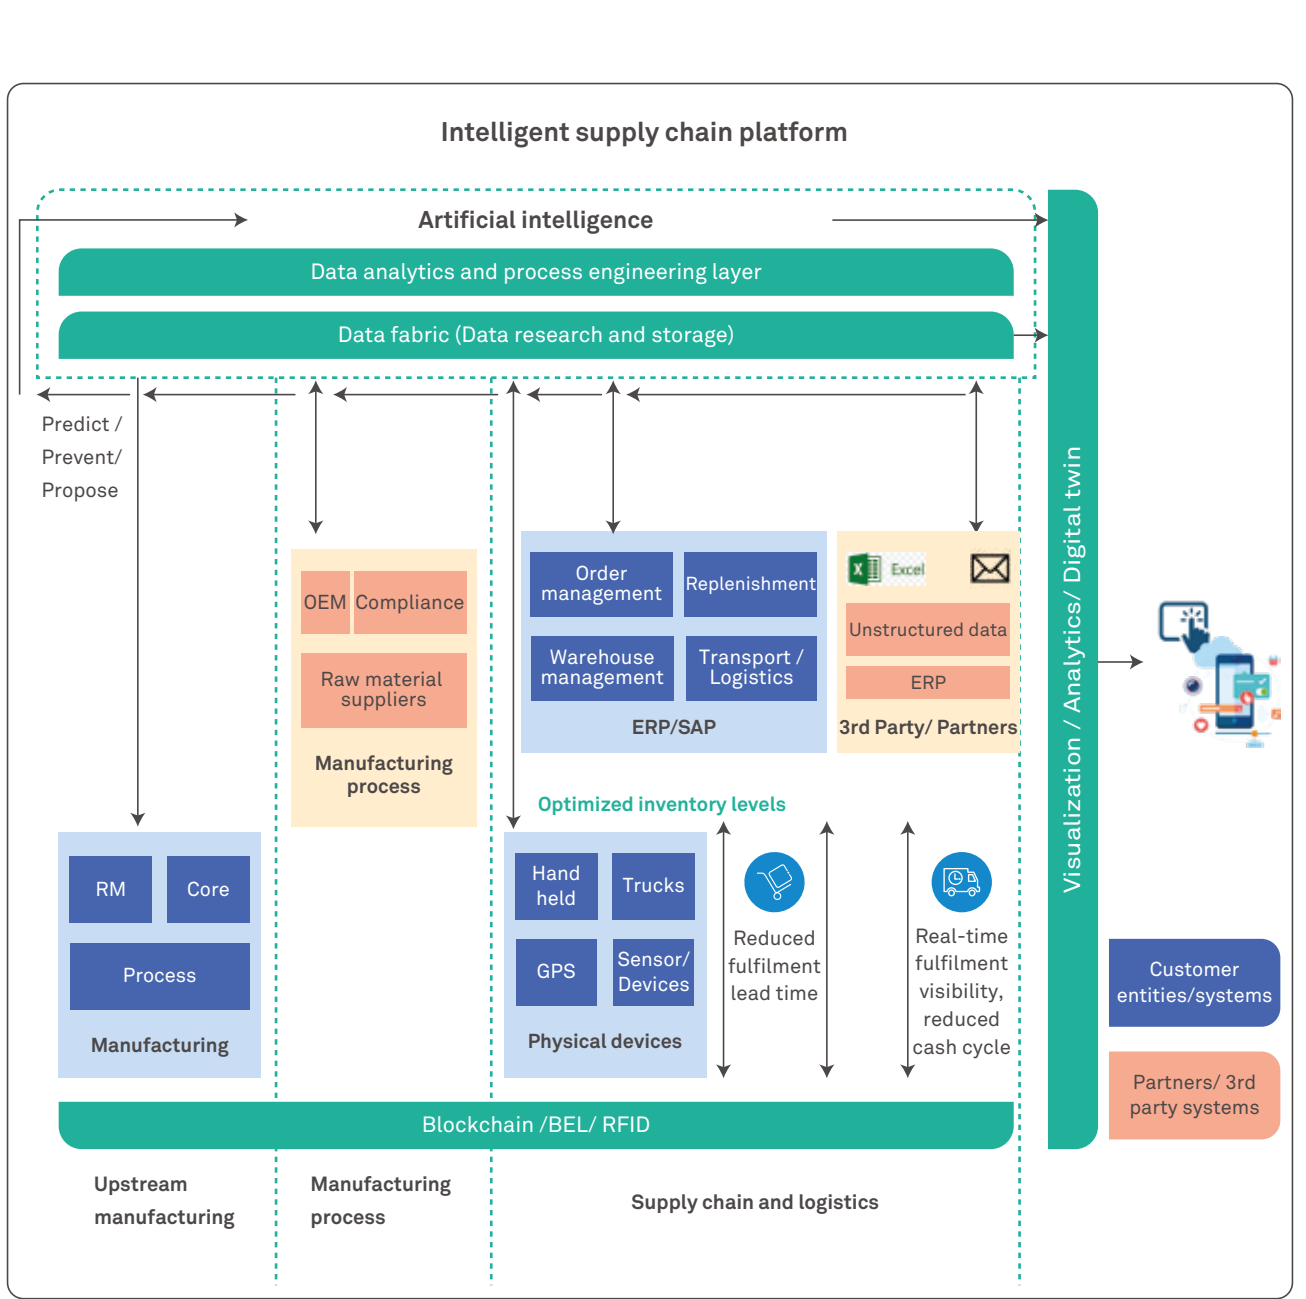 Intelligent supply chain platform
Artificial intelligence
Data analytics and process engineering layer
Data fabric (Data research and storage)
Predict /
Prevent/
Propose
RM
Core
Process
Manufacturing
OEM
Compliance
Raw material
suppliers
Manufacturing
process
Order
management
Replenishment
Warehouse
management
Transport /
Logistics
ERP/SAP
Excel
Unstructured data
ERP
3rd Party/ Partners
Optimized inventory levels
Hand
held
Trucks
GPS
Sensor/
Devices
Physical devices
Reduced
fulfilment
lead time
Real-time
fulfilment
visibility,
reduced
cash cycle
Blockchain /BEL/ RFID
Upstream
manufacturing
Manufacturing
process
Supply chain and logistics
Visualization / Analytics/ Digital twin
Customer
entities/systems
Partners/ 3rd
party systems